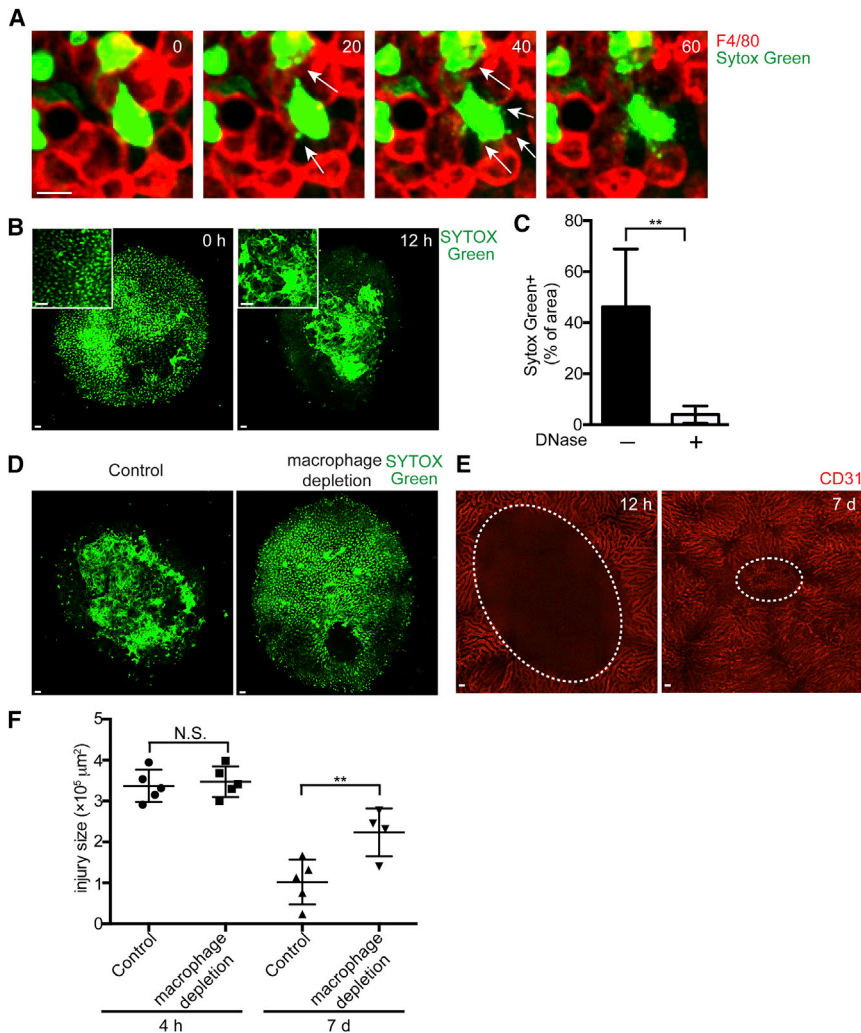 A
0
20
40
60
F4/80
Sytox Green
B
0 h
12 h
SYTOX
Green
C
80
60
40
20
0
Sytox Green+
(% of area)
**
DNase
–
+
D
Control
macrophage
depletion
SYTOX
Green
E
CD31
12 h
7 d
F
5
4
3
2
1
0
injury size (×10⁵ μm²)
N.S.
**
Control
macrophage
depletion
Control
macrophage
depletion
4 h
7 d